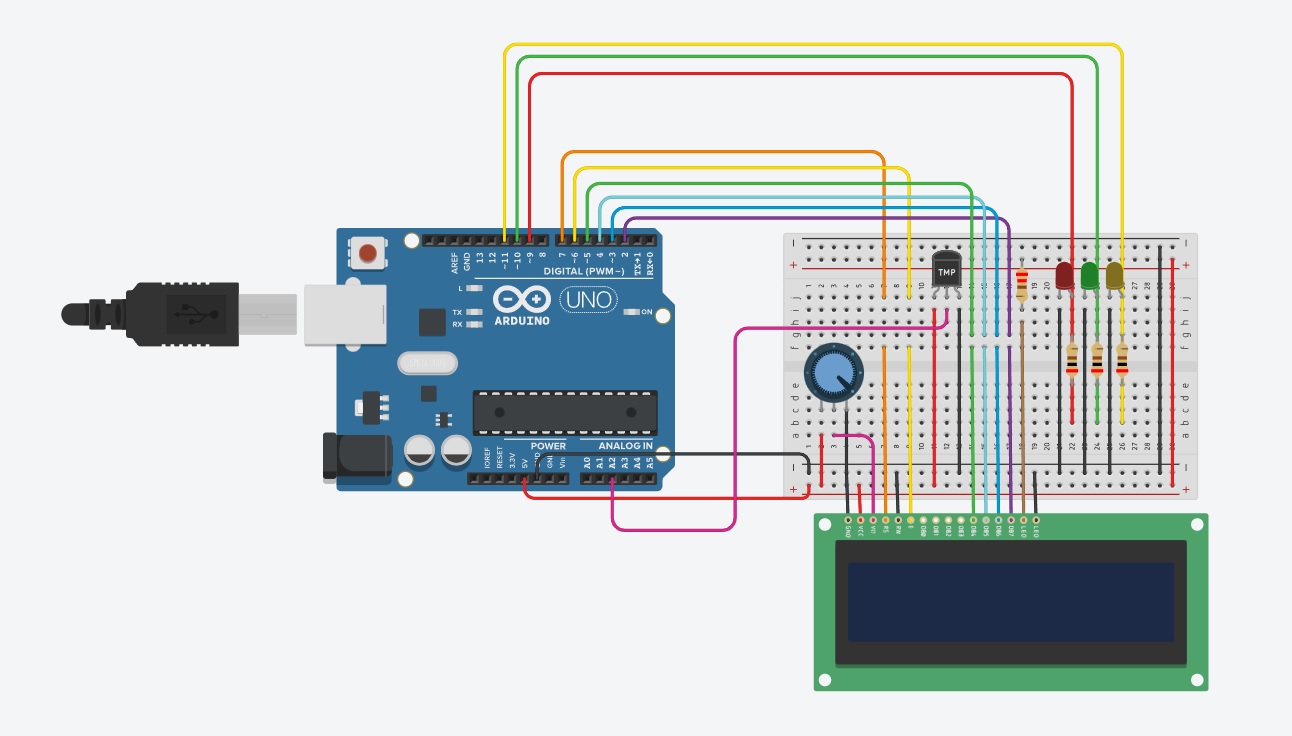 AREF
GND
13
12
~11
~10
~9
8
7
~6
~5
4
~3
2
TX→1
RX←0
DIGITAL (PWM~)
L
TX
RX
ARDUINO
UNO
ON
POWER
ANALOG IN
IOREF
RESET
3.3V
5V
GND
Vin
A0
A1
A2
A3
A4
A5
TMP
j
i
h
g
f
e
d
c
b
a
GND
VCC
V0
RS
RW
E
DB0
DB1
DB2
DB3
DB4
DB5
DB6
DB7
LED
LED